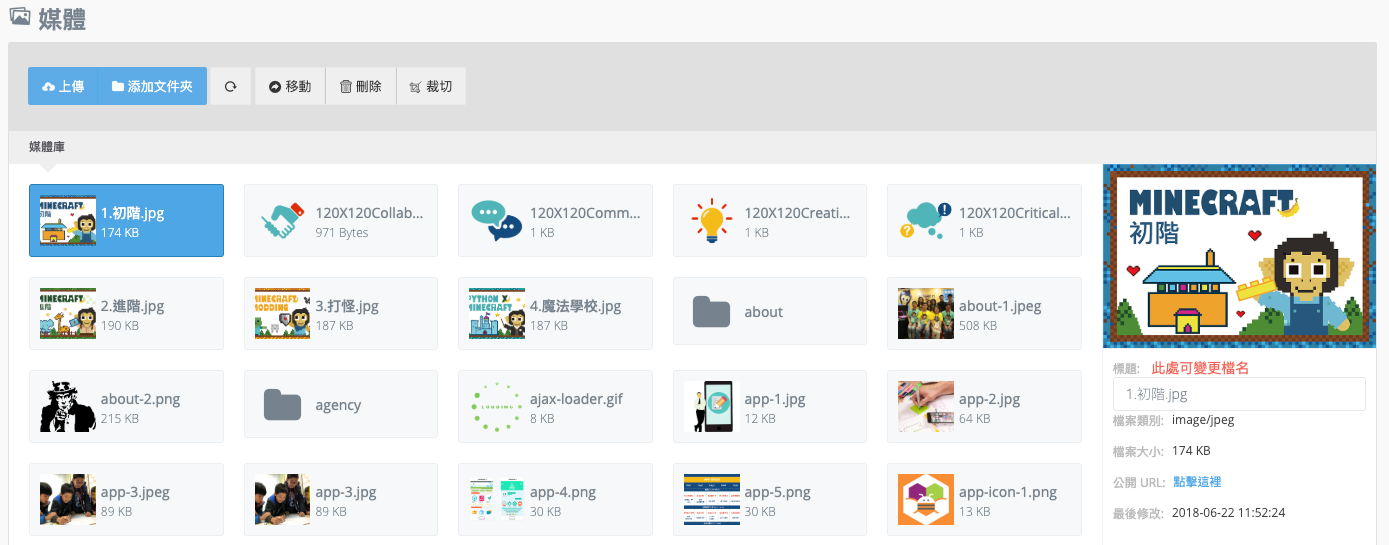 媒體
上傳 添加文件夾 移動 刪除 裁切
媒體庫
1.初階.jpg
174 KB
120X120Collab...
971 Bytes
120X120Comm...
1 KB
120X120Creati...
1 KB
120X120Critical...
1 KB
2.進階.jpg
190 KB
3.打怪.jpg
187 KB
4.魔法學校.jpg
187 KB
about
about-1.jpeg
508 KB
about-2.png
215 KB
agency
LOADING
ajax-loader.gif
8 KB
app-1.jpg
12 KB
app-2.jpg
64 KB
app-3.jpeg
89 KB
app-3.jpg
89 KB
app-4.png
30 KB
app-5.png
30 KB
app-icon-1.png
13 KB
MINECRAFT
初階
標題: 此處可變更檔名
1.初階.jpg
檔案類別: image/jpeg
檔案大小: 174 KB
公開 URL: 點擊這裡
最後修改: 2018-06-22 11:52:24